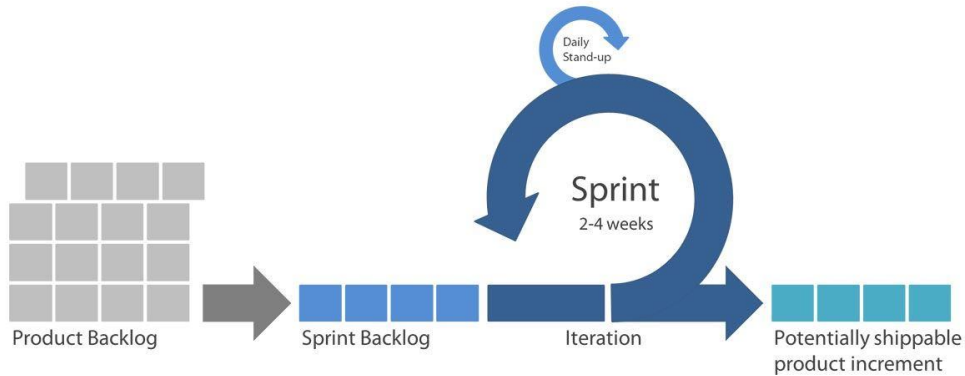 Daily
Stand-up
Sprint
2-4 weeks
Product Backlog
Sprint Backlog
Iteration
Potentially shippable
product increment